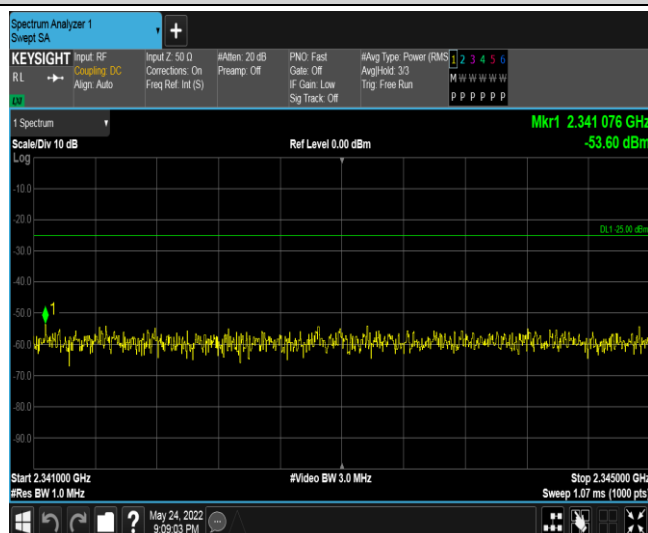 Spectrum Analyzer 1
Swept SA
+
KEYSIGHT
RL
LXI
Input: RF
Coupling: DC
Align: Auto
Input Z: 50 Ω
Corrections: On
Freq Ref: Int (S)
#Atten: 20 dB
Preamp: Off
PNO: Fast
Gate: Off
IF Gain: Low
Sig Track: Off
#Avg Type: Power (RMS
Avg|Hold: 3/3
Trig: Free Run
1 2 3 4 5 6
M W W W W W
P P P P P P
1 Spectrum
Scale/Div 10 dB
Ref Level 0.00 dBm
Mkr1 2.341 076 GHz
-53.60 dBm
Log
-10.0
-20.0
DL1 -25.00 dBm
-30.0
-40.0
-50.0
1
-60.0
-70.0
-80.0
-90.0
Start 2.341000 GHz
#Video BW 3.0 MHz
Stop 2.345000 GHz
#Res BW 1.0 MHz
Sweep 1.07 ms (1000 pts)
?
May 24, 2022
9:09:03 PM